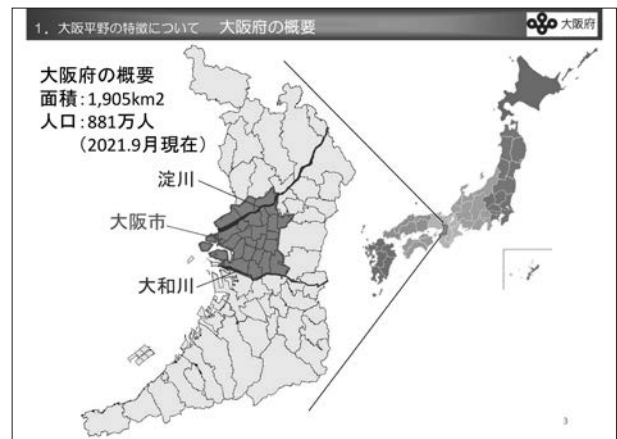 1. 大阪平野の特徴について 大阪府の概要
大阪府
大阪府の概要
面積:1,905km2
人口:881万人
(2021.9月現在)
淀川
大阪市
大和川
3